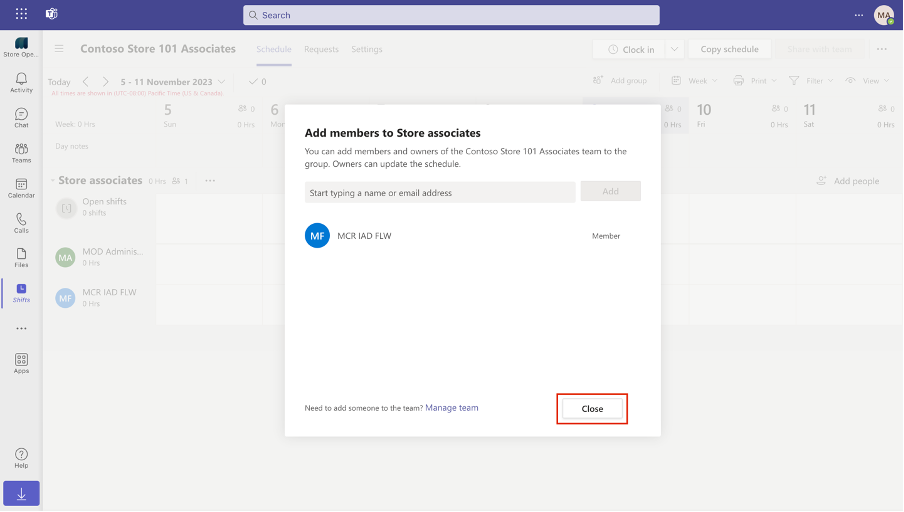 Search
MA
Store Ope...
Contoso Store 101 Associates
Schedule
Requests
Settings
Clock in
Copy schedule
Share with team
Activity
Chat
Teams
Calendar
Calls
Files
Shifts
Apps
Help
Today
5 - 11 November 2023
0
Add group
Week
Print
Filter
View
All times are shown in (UTC-08:00) Pacific Time (US & Canada).
Week: 0 Hrs
5
Sun
0
0 Hrs
6
Mon
0
0 Hrs
10
Fri
0
0 Hrs
11
Sat
0
0 Hrs
Day notes
Store associates
0 Hrs
1
Add people
Open shifts
0 shifts
MA
MOD Adminis...
0 Hrs
MF
MCR IAD FLW
0 Hrs
Add members to Store associates
You can add members and owners of the Contoso Store 101 Associates team to the
group. Owners can update the schedule.
Start typing a name or email address
Add
MF
MCR IAD FLW
Member
Need to add someone to the team? Manage team
Close